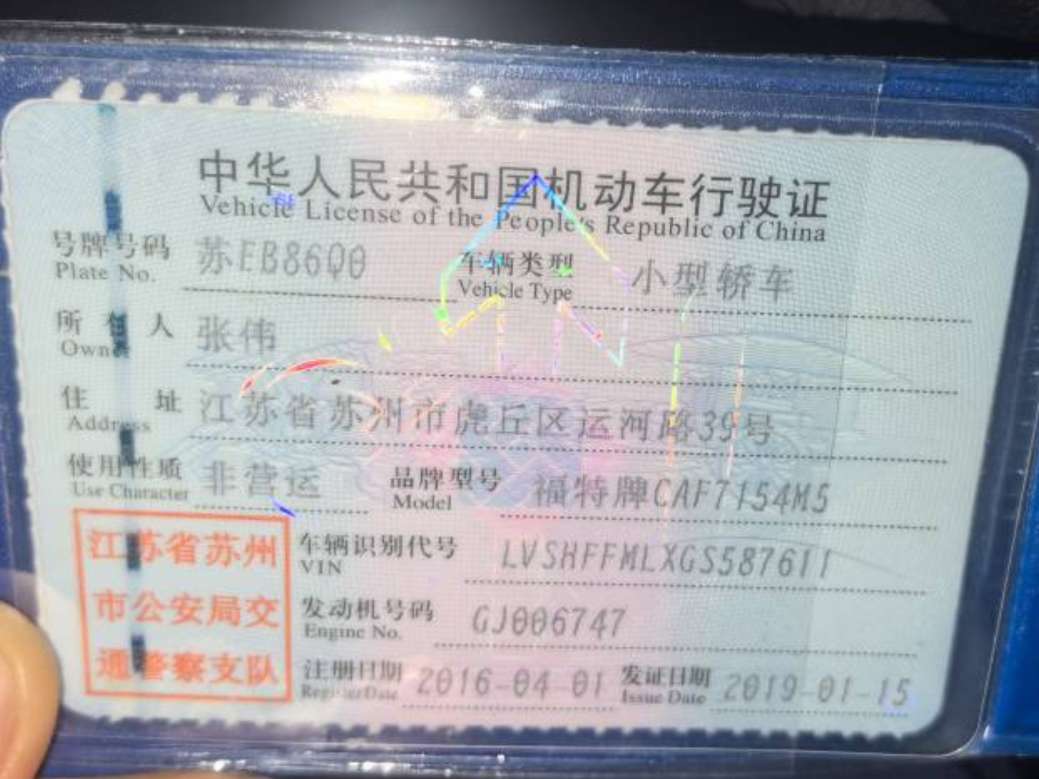 中华人民共和国机动车行驶证
Vehicle License of the People's Republic of China
号牌号码 苏EB86Q0 车辆类型 小型轿车
Plate No. Vehicle Type
所有人 张伟
Owner
住址 江苏省苏州市虎丘区运河路39号
Address
使用性质 非营运 品牌型号 福特牌CAF7154M5
Use Character Model
江苏省苏州 车辆识别代号 LVSHFFMLXGS587611
VIN
市公安局交 发动机号码 GJ006747
Engine No.
通警察支队 注册日期 2016-04-01 发证日期 2019-01-15
Register Date Issue Date